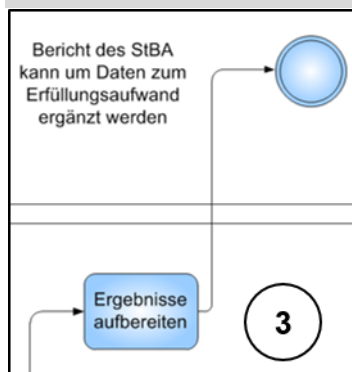 Bericht des StBA
kann um Daten zum
Erfüllungsaufwand
ergänzt werden
Ergebnisse
aufbereiten
3